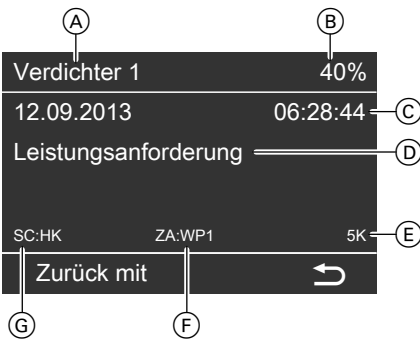 A B
Verdichter 1 40%
12.09.2013 06:28:44 C
Leistungsanforderung D
SC:HK ZA:WP1 5K E
Zurück mit
G F